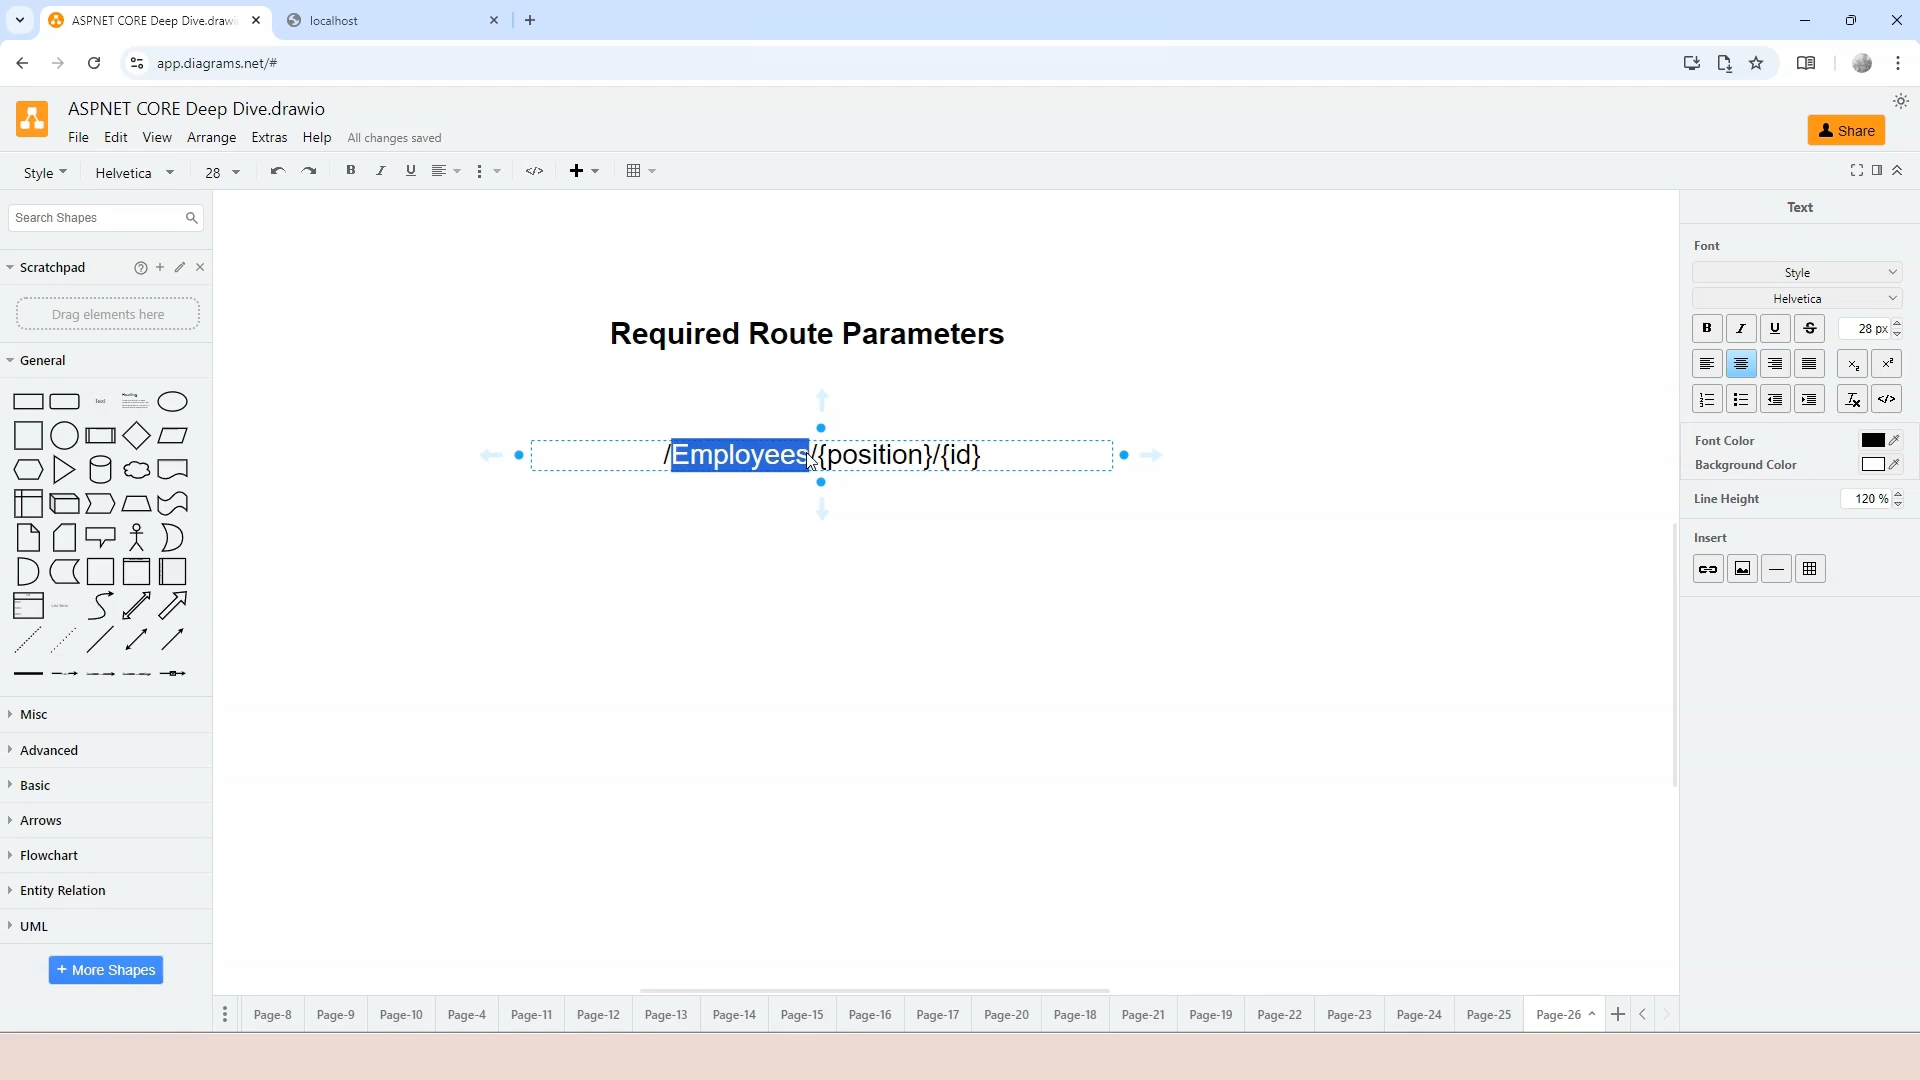 ASPNET CORE Deep Dive.drawi
localhost
app.diagrams.net/#
ASPNET CORE Deep Dive.drawio
File Edit View Arrange Extras Help All changes saved
Share
Style Helvetica 28
Search Shapes
Scratchpad
Drag elements here
General
Text
Heading
List Item
Misc
Advanced
Basic
Arrows
Flowchart
Entity Relation
UML
+ More Shapes
Required Route Parameters
/Employees/{position}/{id}
Page-8 Page-9 Page-10 Page-4 Page-11 Page-12 Page-13 Page-14 Page-15 Page-16 Page-17 Page-20 Page-18 Page-21 Page-19 Page-22 Page-23 Page-24 Page-25 Page-26
Text
Font
Style
Helvetica
B I U S 28 px
Font Color
Background Color
Line Height 120 %
Insert